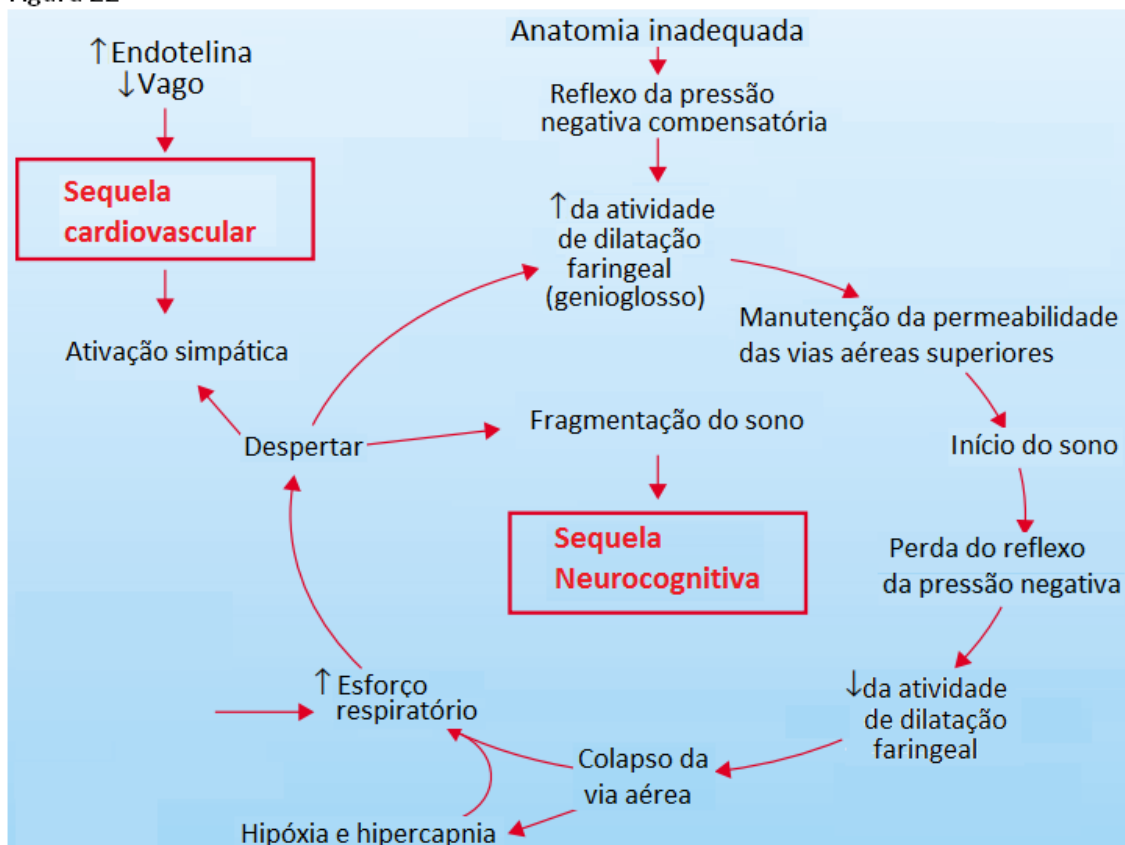 ↑Endotelina
↓Vago
Sequela
cardiovascular
Ativação simpática
Anatomia inadequada
Reflexo da pressão
negativa compensatória
↑da atividade
de dilatação
faringeal
(genioglosso)
Manutenção da permeabilidade
das vias aéreas superiores
Início do sono
Perda do reflexo
da pressão negativa
↓da atividade
de dilatação
faringeal
Colapso da
via aérea
Hipóxia e hipercapnia
↑Esforço
respiratório
Despertar
Fragmentação do sono
Sequela
Neurocognitiva